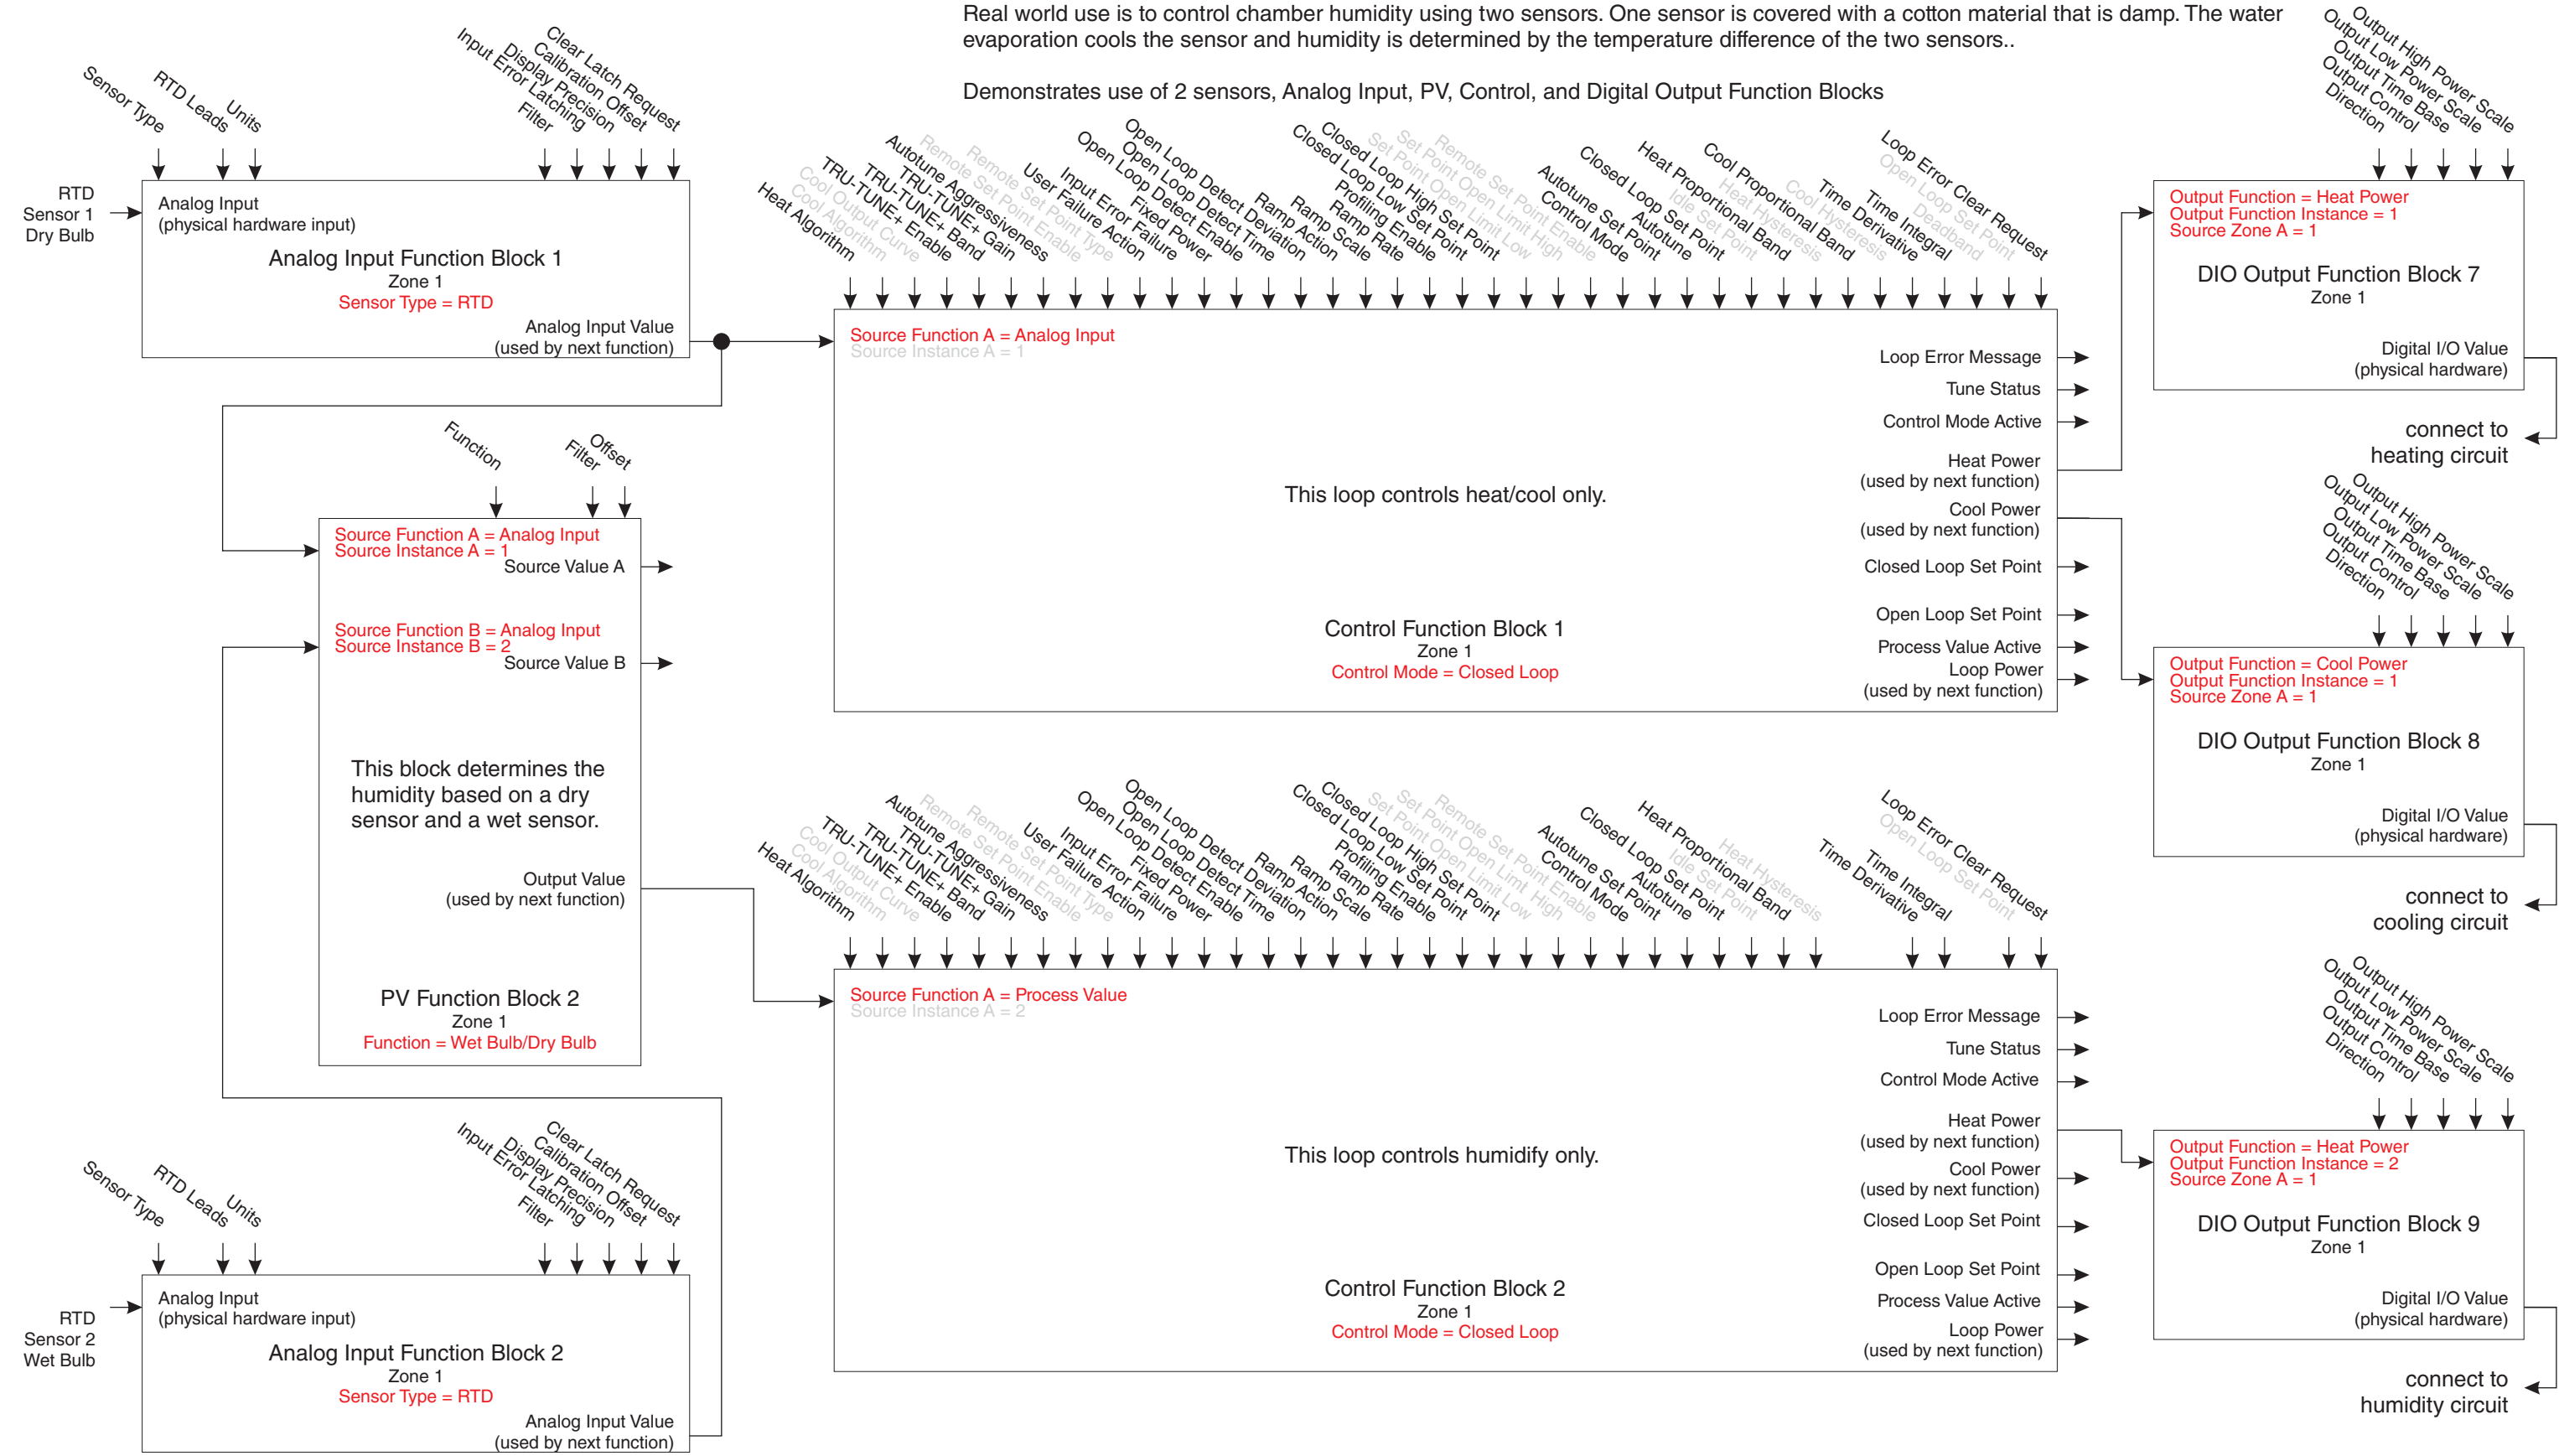 Real world use is to control chamber humidity using two sensors. One sensor is covered with a cotton material that is damp. The water
evaporation cools the sensor and humidity is determined by the temperature difference of the two sensors..
Demonstrates use of 2 sensors, Analog Input, PV, Control, and Digital Output Function Blocks
Sensor Type
RTD Leads
Units
Filter
Input Error Latching
Display Precision
Calibration Offset
Clear Latch Request
RTD
Sensor 1
Dry Bulb
Analog Input
(physical hardware input)
Analog Input Function Block 1
Zone 1
Sensor Type = RTD
Analog Input Value
(used by next function)
Function
Filter
Offset
Source Function A = Analog Input
Source Instance A = 1
Source Value A
Source Function B = Analog Input
Source Instance B = 2
Source Value B
This block determines the
humidity based on a dry
sensor and a wet sensor.
Output Value
(used by next function)
PV Function Block 2
Zone 1
Function = Wet Bulb/Dry Bulb
Sensor Type
RTD Leads
Units
Filter
Input Error Latching
Display Precision
Calibration Offset
Clear Latch Request
RTD
Sensor 2
Wet Bulb
Analog Input
(physical hardware input)
Analog Input Function Block 2
Zone 1
Sensor Type = RTD
Analog Input Value
(used by next function)
Heat Algorithm
Cool Algorithm
Cool Output Curve
TRU-TUNE+ Enable
TRU-TUNE+ Band
TRU-TUNE+ Gain
Autotune Aggressiveness
Remote Set Point Enable
Remote Set Point Type
User Failure Action
Input Error Failure
Fixed Power
Open Loop Detect Enable
Open Loop Detect Time
Open Loop Detect Deviation
Ramp Action
Ramp Scale
Ramp Rate
Profiling Enable
Closed Loop Low Set Point
Closed Loop High Set Point
Set Point Open Limit Low
Set Point Open Limit High
Remote Set Point Enable
Control Mode
Autotune Set Point
Autotune
Closed Loop Set Point
Idle Set Point
Heat Proportional Band
Heat Hysteresis
Cool Proportional Band
Cool Hysteresis
Time Derivative
Time Integral
Deadband
Open Loop Set Point
Loop Error Clear Request
Source Function A = Analog Input
Source Instance A = 1
Loop Error Message
Tune Status
Control Mode Active
Heat Power
(used by next function)
This loop controls heat/cool only.
Cool Power
(used by next function)
Closed Loop Set Point
Open Loop Set Point
Control Function Block 1
Zone 1
Control Mode = Closed Loop
Process Value Active
Loop Power
(used by next function)
Heat Algorithm
Cool Algorithm
Cool Output Curve
TRU-TUNE+ Enable
TRU-TUNE+ Band
TRU-TUNE+ Gain
Autotune Aggressiveness
Remote Set Point Enable
Remote Set Point Type
User Failure Action
Input Error Failure
Fixed Power
Open Loop Detect Enable
Open Loop Detect Time
Open Loop Detect Deviation
Ramp Action
Ramp Scale
Ramp Rate
Profiling Enable
Closed Loop Low Set Point
Closed Loop High Set Point
Set Point Open Limit Low
Set Point Open Limt High
Remote Set Point Enable
Control Mode
Autotune Set Point
Autotune
Closed Loop Set Point
Idle Set Point
Heat Proportional Band
Heat Hysteresis
Time Derivative
Time Integral
Open Loop Set Point
Loop Error Clear Request
Source Function A = Process Value
Source Instance A = 2
Loop Error Message
Tune Status
Control Mode Active
Heat Power
(used by next function)
This loop controls humidify only.
Cool Power
(used by next function)
Closed Loop Set Point
Open Loop Set Point
Control Function Block 2
Zone 1
Control Mode = Closed Loop
Process Value Active
Loop Power
(used by next function)
Direction
Output Control
Output Time Base
Output Low Power Scale
Output High Power Scale
Output Function = Heat Power
Output Function Instance = 1
Source Zone A = 1
DIO Output Function Block 7
Zone 1
Digital I/O Value
(physical hardware)
connect to
heating circuit
Direction
Output Control
Output Time Base
Output Low Power Scale
Output High Power Scale
Output Function = Cool Power
Output Function Instance = 1
Source Zone A = 1
DIO Output Function Block 8
Zone 1
Digital I/O Value
(physical hardware)
connect to
cooling circuit
Direction
Output Control
Output Time Base
Output Low Power Scale
Output High Power Scale
Output Function = Heat Power
Output Function Instance = 2
Source Zone A = 1
DIO Output Function Block 9
Zone 1
Digital I/O Value
(physical hardware)
connect to
humidity circuit